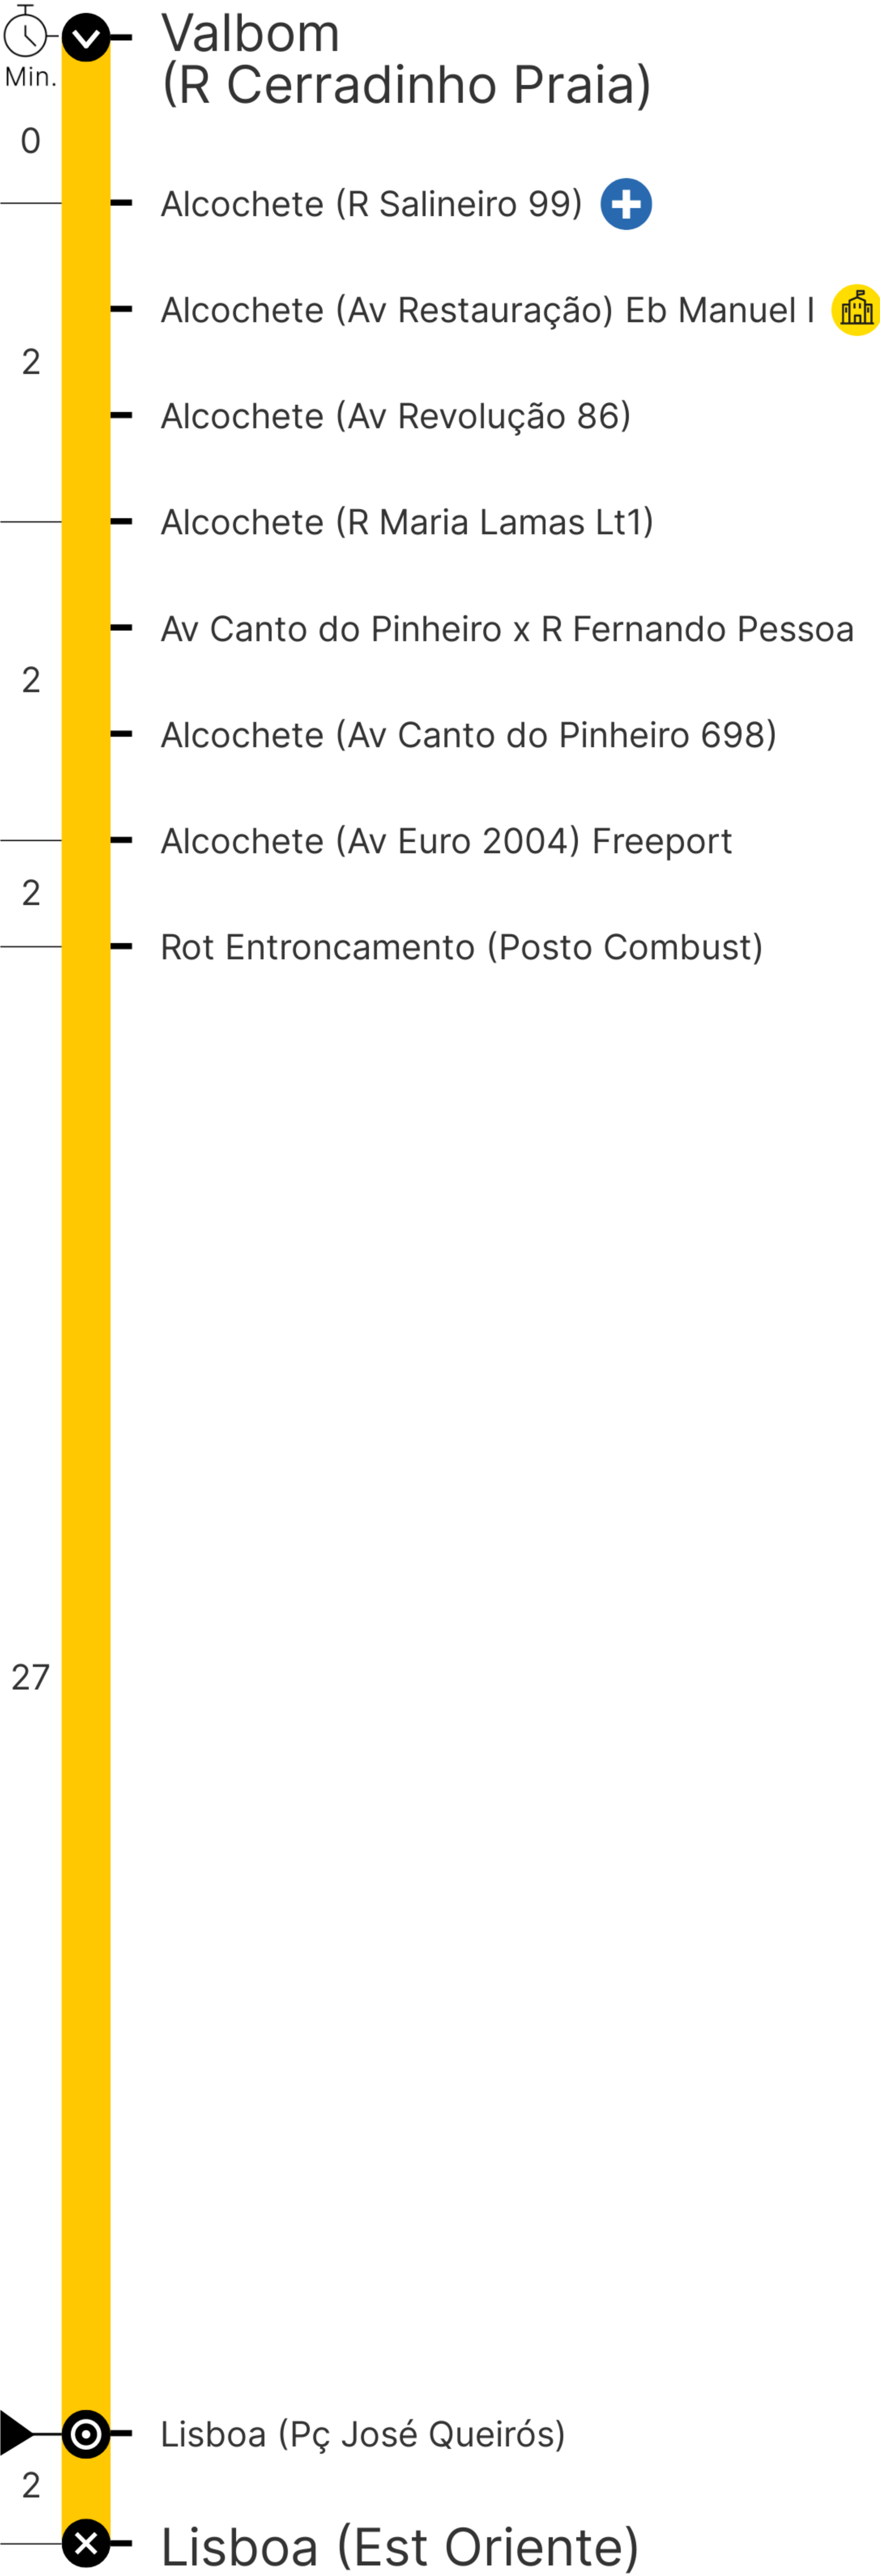 Valbom
Min.
(R Cerradinho Praia)
0
Alcochete (R Salineiro 99)
Alcochete (Av Restauração) Eb Manuel I
2
Alcochete (Av Revolução 86)
Alcochete (R Maria Lamas Lt1)
Av Canto do Pinheiro x R Fernando Pessoa
2
Alcochete (Av Canto do Pinheiro 698)
Alcochete (Av Euro 2004) Freeport
2
Rot Entroncamento (Posto Combust)
27
Lisboa (Pç José Queirós)
2
Lisboa (Est Oriente)